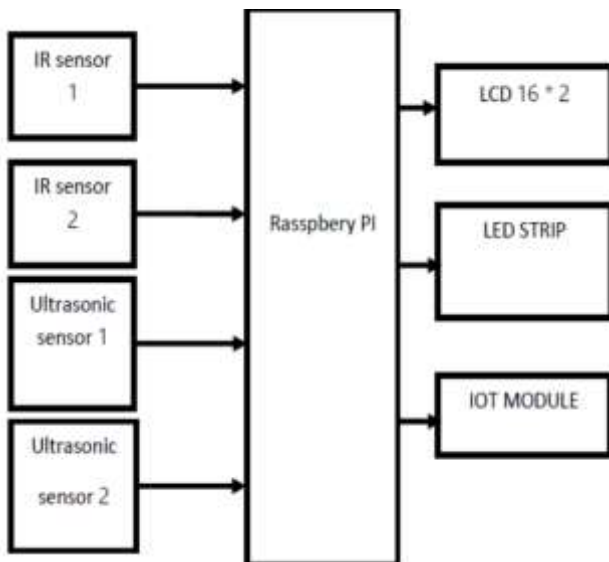 IR sensor
1
IR sensor
2
Ultrasonic
sensor 1
Ultrasonic
sensor 2
Rasspbery PI
LCD 16 * 2
LED STRIP
IOT MODULE